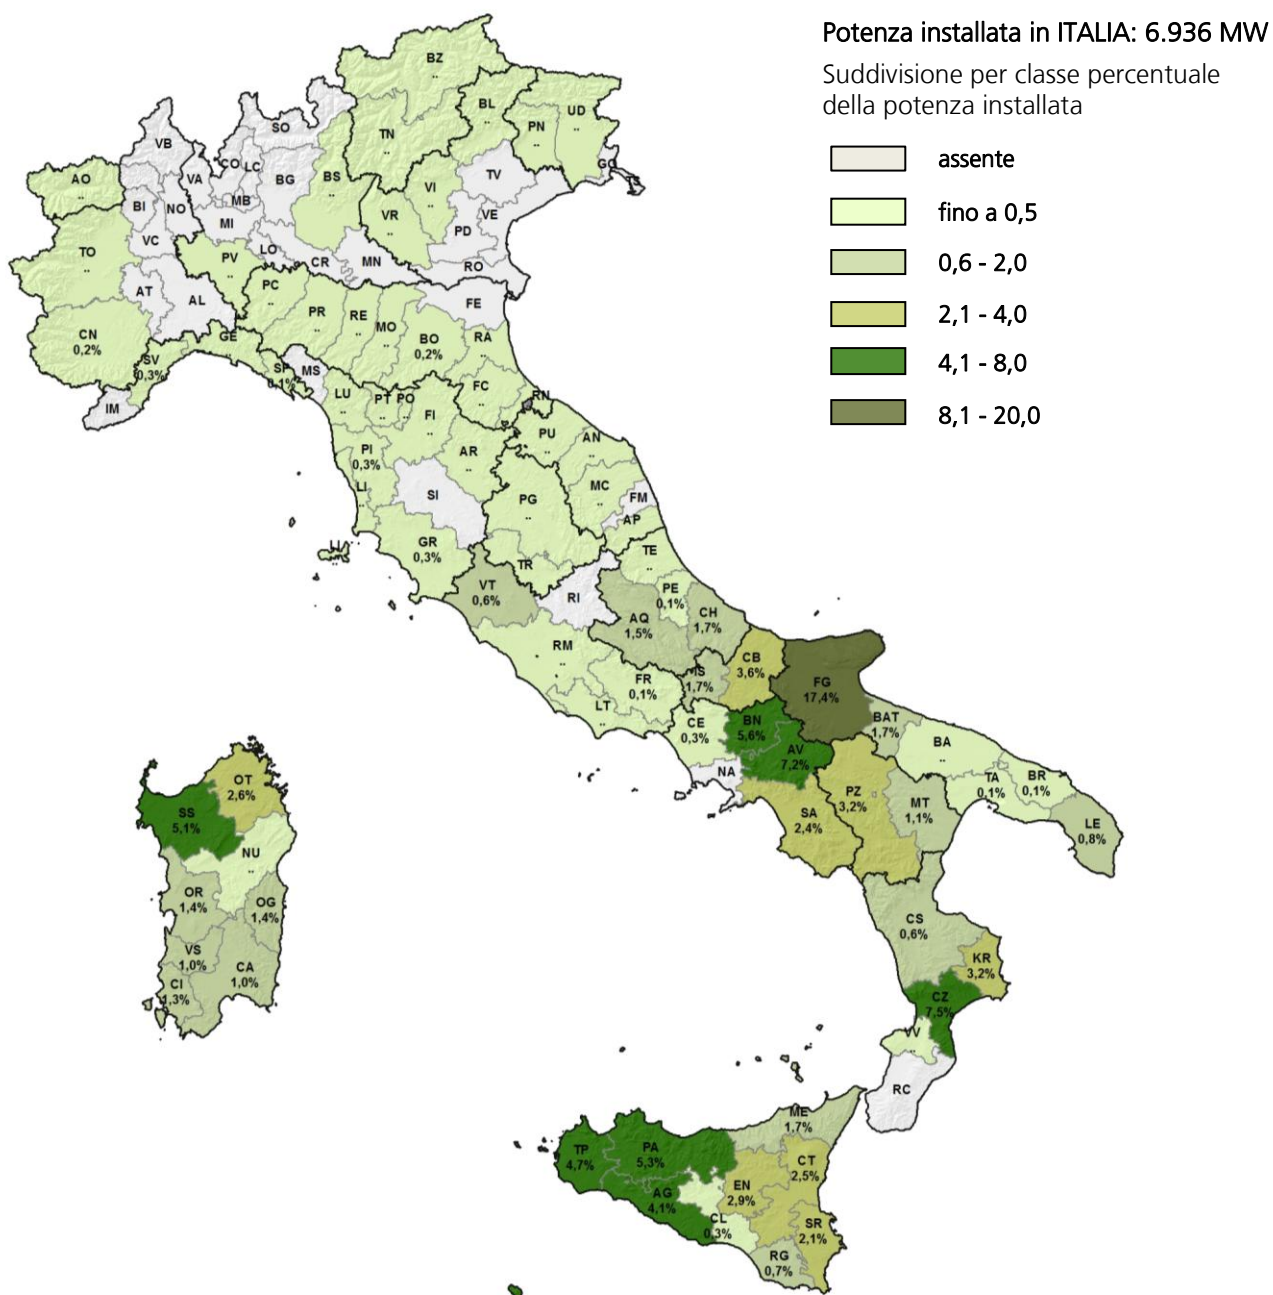 Potenza installata in ITALIA: 6.936 MW
Suddivisione per classe percentuale
della potenza installata
assente
fino a 0,5
0,6 - 2,0
2,1 - 4,0
4,1 - 8,0
8,1 - 20,0
BZ
..
BL
..
UD
..
PN
..
TN
..
SO
VB
CO
LC
VA
BG
MB
BS
..
VI
..
TV
GO
TS
AO
..
BI
NO
MI
VR
..
PD
VE
VC
LO
CR
MN
RO
TO
..
PV
..
AT
AL
PC
..
PR
..
RE
..
MO
..
FE
CN
0,2%
GE
..
BO
0,2%
RA
..
SV
0,3%
SP
0,1%
MS
IM
LU
..
PT
..
PO
..
FI
..
FC
..
RN
PU
..
AN
..
PI
0,3%
AR
..
LI
..
SI
PG
..
MC
..
FM
AP
..
GR
0,3%
LI
..
TR
..
TE
..
VT
0,6%
RI
PE
0,1%
AQ
1,5%
CH
1,7%
RM
..
FR
0,1%
IS
1,7%
CB
3,6%
FG
17,4%
LT
..
CE
0,3%
BN
5,6%
AV
7,2%
BAT
1,7%
BA
..
NA
TA
0,1%
BR
0,1%
SA
2,4%
PZ
3,2%
MT
1,1%
LE
0,8%
OT
2,6%
SS
5,1%
NU
..
OR
1,4%
OG
1,4%
VS
1,0%
CA
1,0%
CI
1,3%
CS
0,6%
KR
3,2%
CZ
7,5%
VV
..
RC
ME
1,7%
TP
4,7%
PA
5,3%
CT
2,5%
AG
4,1%
EN
2,9%
CL
0,3%
SR
2,1%
RG
0,7%